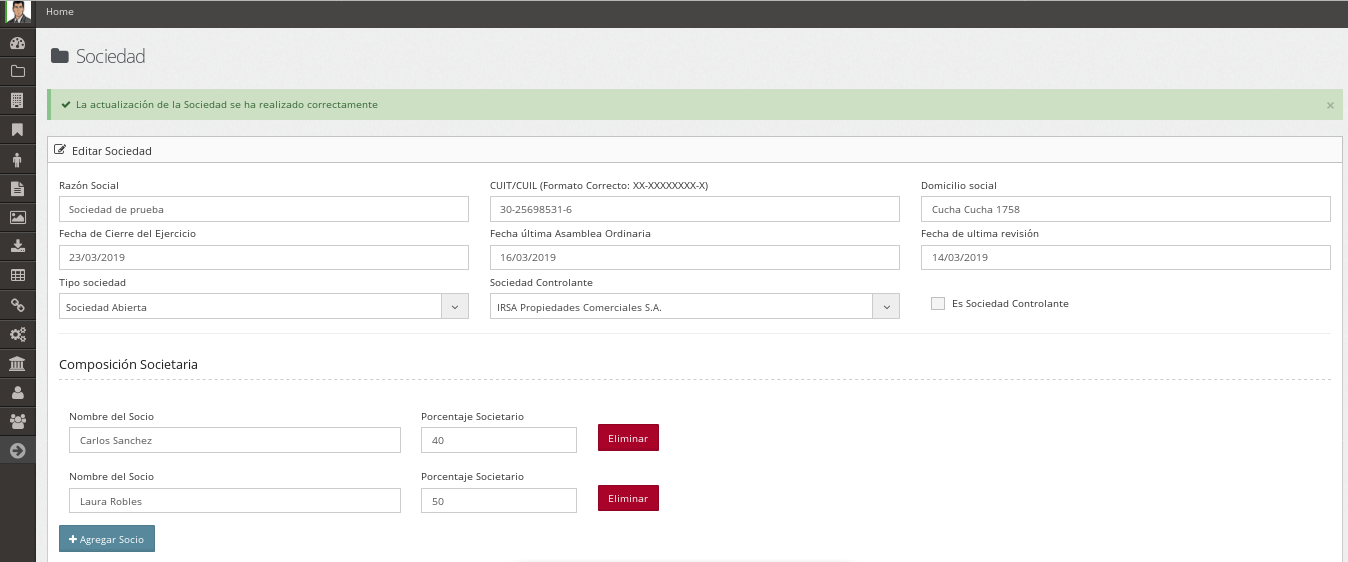 Home
Sociedad
La actualización de la Sociedad se ha realizado correctamente
×
Editar Sociedad
Razón Social
CUIT/CUIL (Formato Correcto: XX-XXXXXXXX-X)
Domicilio social
Sociedad de prueba
30-25698531-6
Cucha Cucha 1758
Fecha de Cierre del Ejercicio
Fecha última Asamblea Ordinaria
Fecha de ultima revisión
23/03/2019
16/03/2019
14/03/2019
Tipo sociedad
Sociedad Controlante
Sociedad Abierta
IRSA Propiedades Comerciales S.A.
Es Sociedad Controlante
Composición Societaria
Nombre del Socio
Porcentaje Societario
Carlos Sanchez
40
Eliminar
Nombre del Socio
Porcentaje Societario
Laura Robles
50
Eliminar
Agregar Socio